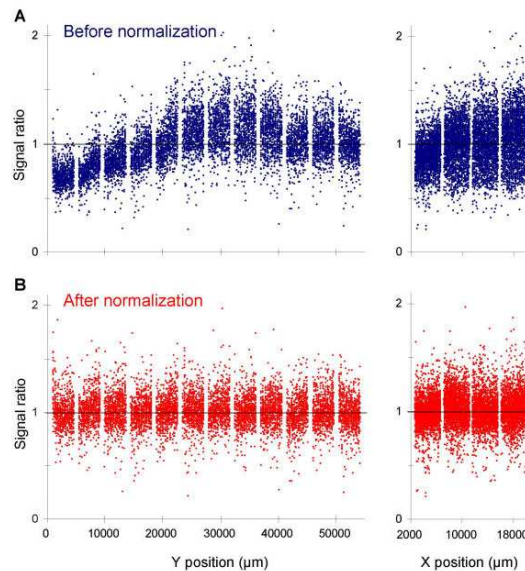 A
Before normalization
2
1
0
Signal ratio
2
1
0
B
After normalization
2
1
0
Signal ratio
0
10000
20000
30000
40000
50000
Y position (µm)
2
1
0
2000
10000
18000
X position (µm)